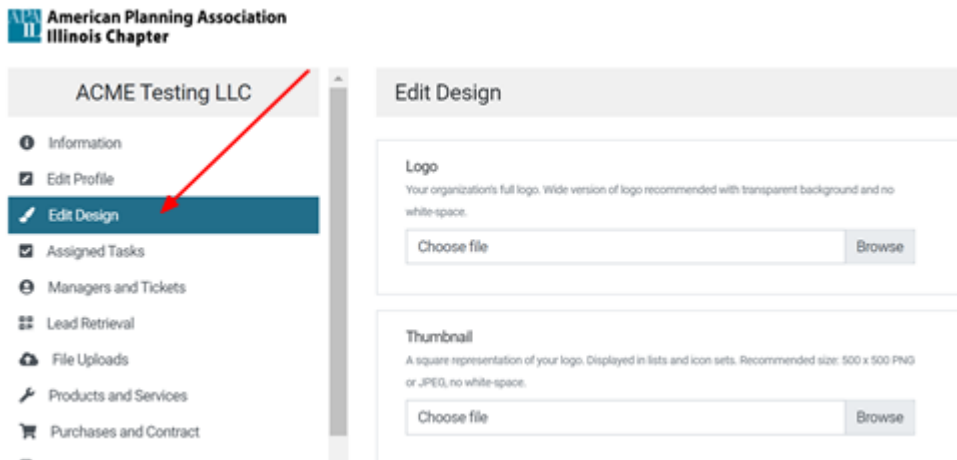 APA
IL
American Planning Association
Illinois Chapter
ACME Testing LLC
Information
Edit Profile
Edit Design
Assigned Tasks
Managers and Tickets
Lead Retrieval
File Uploads
Products and Services
Purchases and Contract
Edit Design
Logo
Your organization's full logo. Wide version of logo recommended with transparent background and no
white-space.
Choose file
Browse
Thumbnail
A square representation of your logo. Displayed in lists and icon sets. Recommended size: 500 x 500 PNG
or JPEG, no white-space.
Choose file
Browse